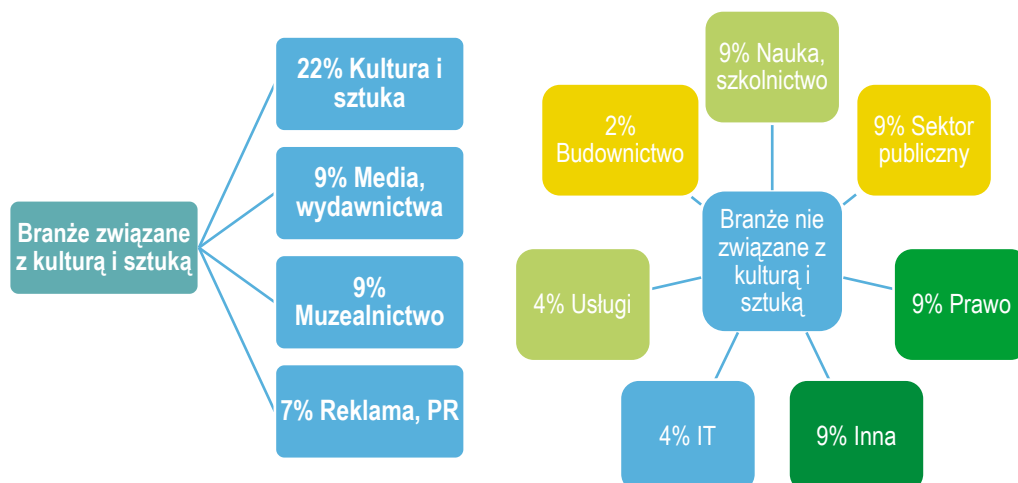 Branże związane
z kulturą i sztuką
22% Kultura i
sztuka
9% Media,
wydawnictwa
9%
Muzealnictwo
7% Reklama, PR
9% Nauka,
szkolnictwo
2%
Budownictwo
9% Sektor
publiczny
Branże nie
związane z
kulturą i
sztuką
4% Usługi
9% Prawo
4% IT
9% Inna